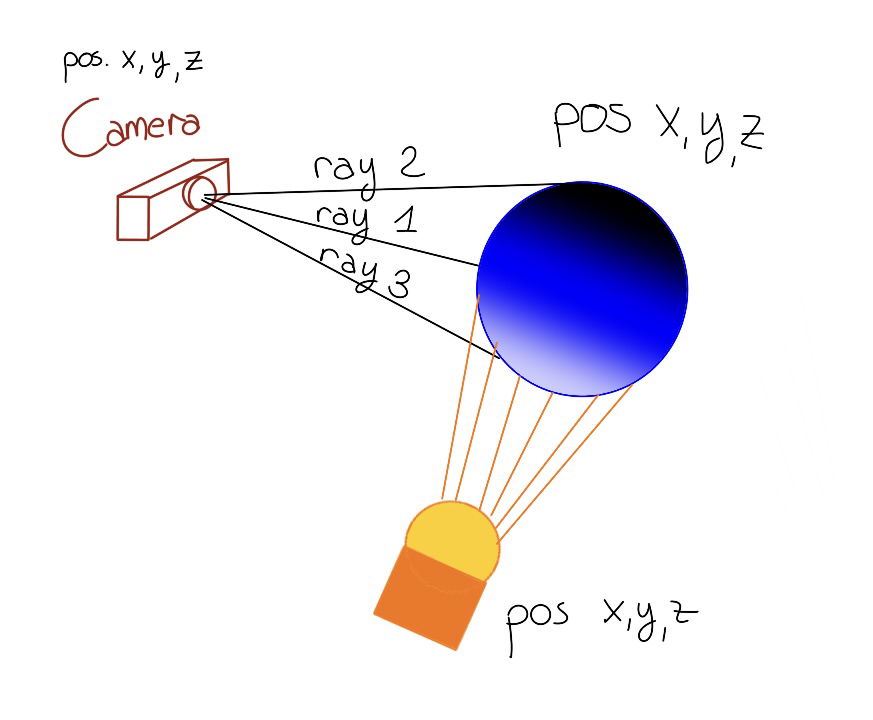 pos. x, y, z
Camera
pos x, y, z
ray 2
ray 1
ray 3
pos x, y, z